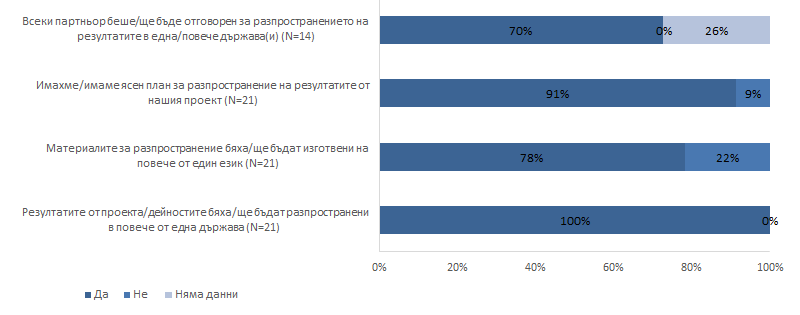 Всеки партньор беше/ще бъде отговорен за разпространението на
резултатите в една/повече държава(и) (N=14)
70%
0%
26%
Имахме/имаме ясен план за разпространение на резултатите от
нашия проект (N=21)
91%
9%
Материалите за разпространение бяха/ще бъдат изготвени на
повече от един език (N=21)
78%
22%
Резултатите от проекта/дейностите бяха/ще бъдат разпространени
в повече от една държава (N=21)
100%
0%
0% 20% 40% 60% 80% 100%
Да Не Няма данни